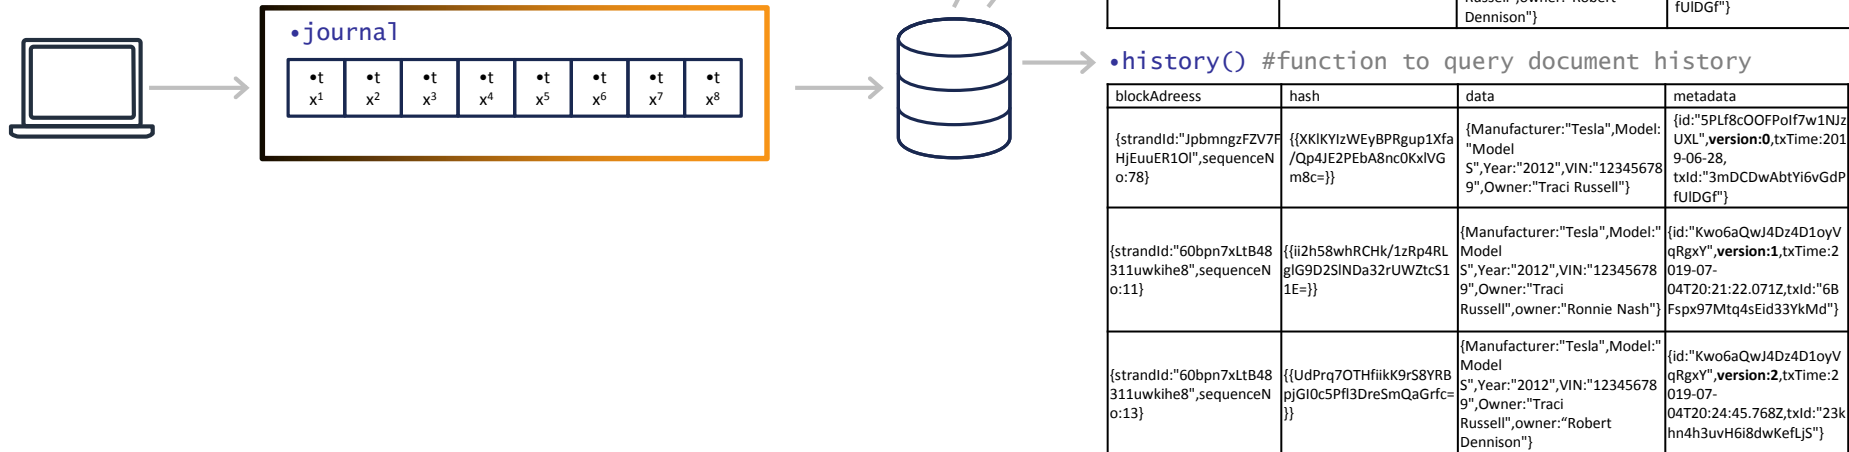 Dennison"}
fUlDGf"}
•journal
•t •t •t •t •t •t •t •t
x1 x2 x3 x4 x5 x6 x7 x8
•history() #function to query document history
blockAdreess hash data metadata
{strandId:"JpbmngzFZV7F
HjEuuER1Ol",sequenceN
o:78}
{{XKlKYIzWEyBPRgup1Xfa
/Qp4JE2PEbA8nc0KxlVG
m8c=}}
{Manufacturer:"Tesla",Model:
"Model
S",Year:"2012",VIN:"12345678
9",Owner:"Traci Russell"}
{id:"5PLf8cOOFPoIf7w1NJz
UXL",version:0,txTime:201
9-06-28,
txId:"3mDCDwAbtYi6vGdP
fUlDGf"}
{strandId:"60bpn7xLtB48
311uwkihe8",sequenceN
o:11}
{{ii2h58whRCHk/1zRp4RL
glG9D2SlNDa32rUWZtcS1
1E=}}
{Manufacturer:"Tesla",Model:"
Model
S",Year:"2012",VIN:"12345678
9",Owner:"Traci
Russell",owner:"Ronnie Nash"}
{id:"Kwo6aQwJ4Dz4D1oyV
qRgxY",version:1,txTime:2
019-07-
04T20:21:22.071Z,txId:"6B
Fspx97Mtq4sEid33YkMd"}
{strandId:"60bpn7xLtB48
311uwkihe8",sequenceN
o:13}
{{UdPrq7OTHfiikK9rS8YRB
pjGI0c5Pfl3DreSmQaGrfc=
}}
{Manufacturer:"Tesla",Model:"
Model
S",Year:"2012",VIN:"12345678
9",Owner:"Traci
Russell",owner:“Robert
Dennison"}
{id:"Kwo6aQwJ4Dz4D1oyV
qRgxY",version:2,txTime:2
019-07-
04T20:24:45.768Z,txId:"23k
hn4h3uvH6i8dwKefLjS"}